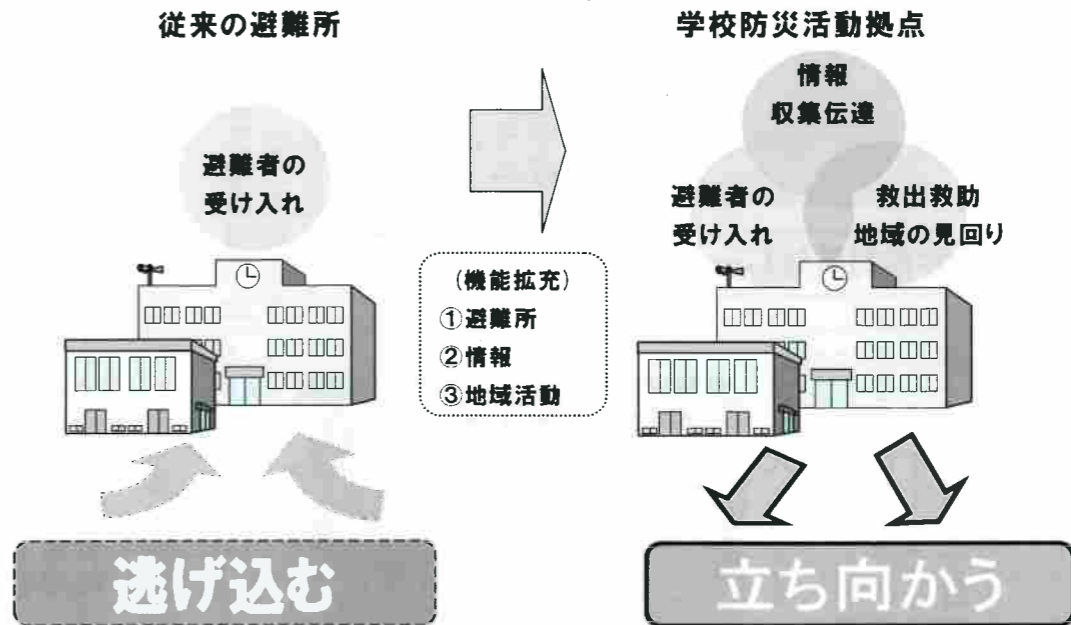 従来の避難所
避難者の
受け入れ
逃げ込む
(機能拡充)
①避難所
②情報
③地域活動
学校防災活動拠点
情報
収集伝達
避難者の
受け入れ
救出救助
地域の見回り
立ち向かう